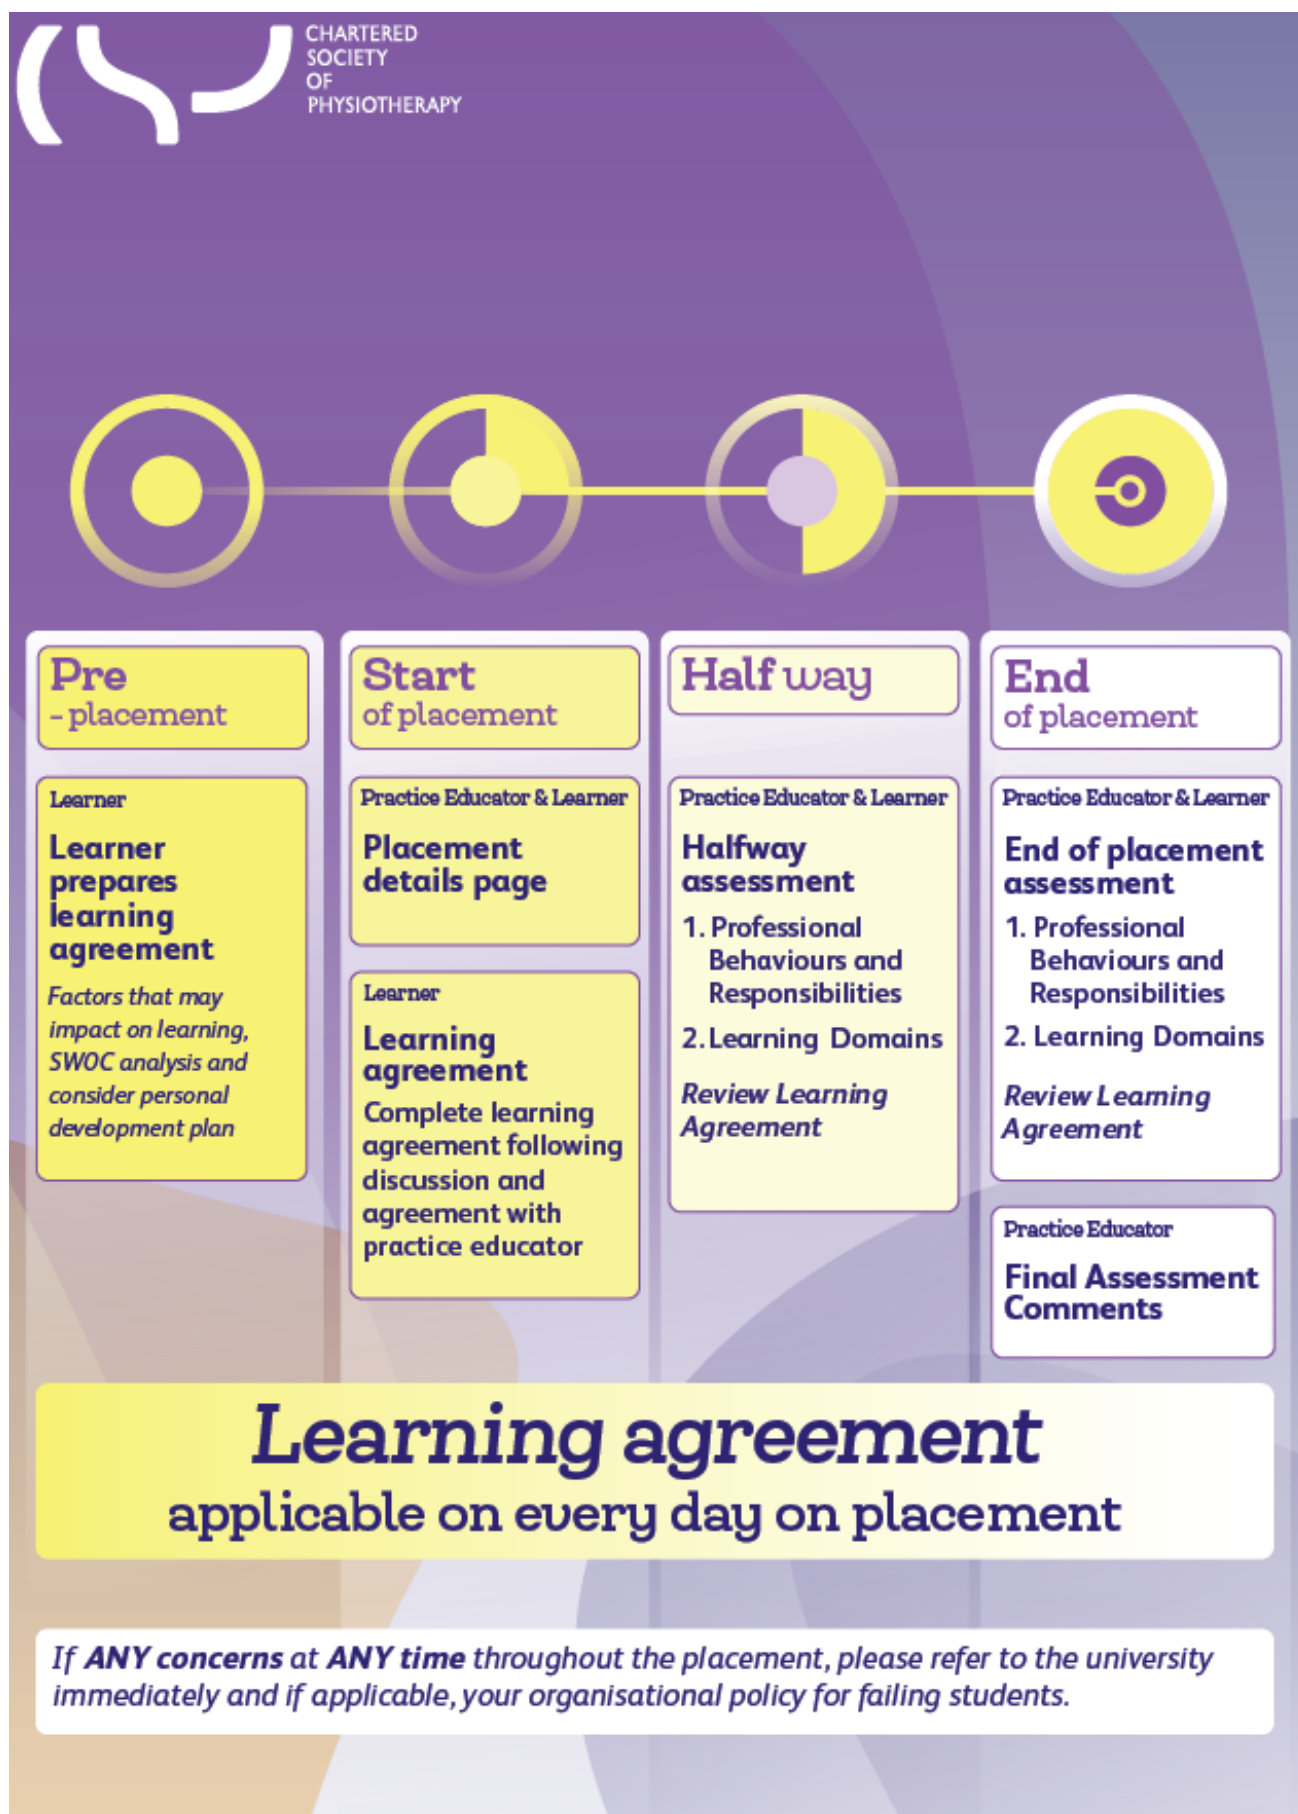 CHARTERED
SOCIETY
OF
PHYSIOTHERAPY
Pre
- placement
Learner
Learner
prepares
learning
agreement
Factors that may
impact on learning,
SWOC analysis and
consider personal
development plan
Start
of placement
Practice Educator & Learner
Placement
details page
Learner
Learning
agreement
Complete learning
agreement following
discussion and
agreement with
practice educator
Half way
Practice Educator & Learner
Halfway
assessment
1. Professional
Behaviours and
Responsibilities
2. Learning Domains
Review Learning
Agreement
End
of placement
Practice Educator & Learner
End of placement
assessment
1. Professional
Behaviours and
Responsibilities
2. Learning Domains
Review Learning
Agreement
Practice Educator
Final Assessment
Comments
Learning agreement
applicable on every day on placement
If ANY concerns at ANY time throughout the placement, please refer to the university
immediately and if applicable, your organisational policy for failing students.